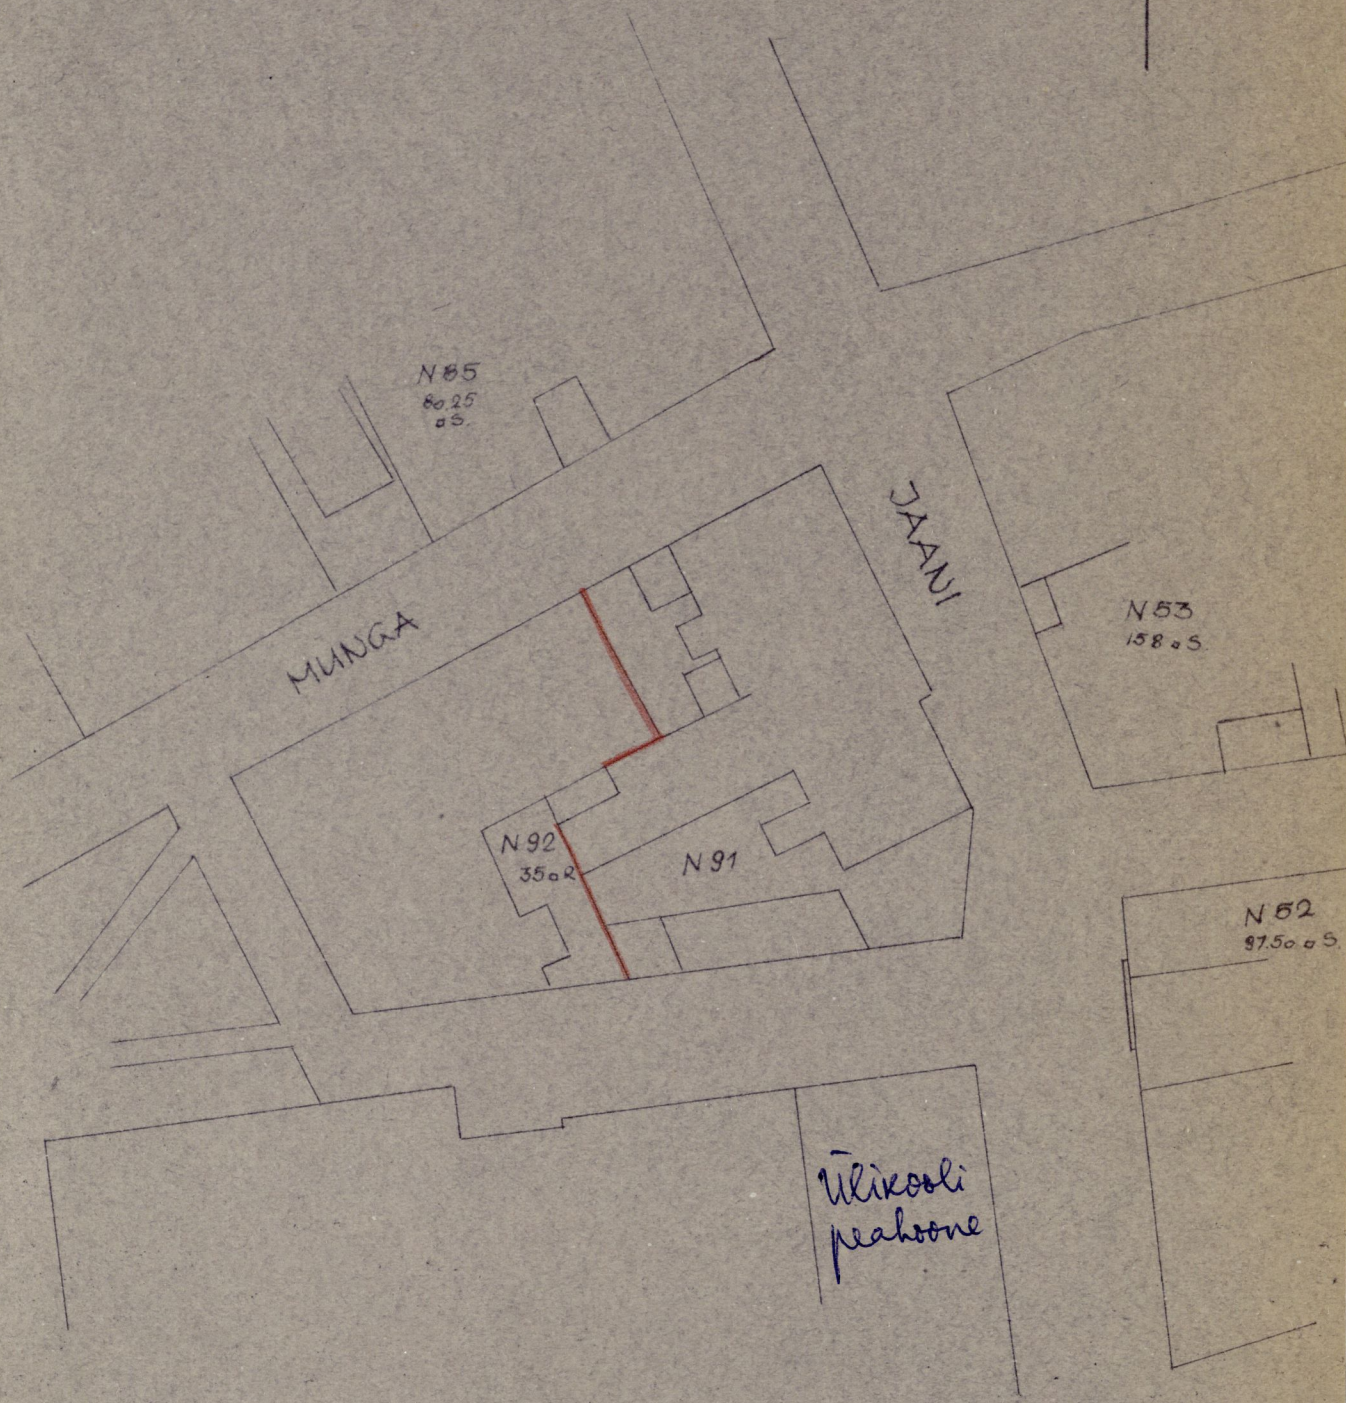 N 85
80.25
□ S.
JAANI
MUNGA
N 53
158 □ S.
N 92
35 □ R
N 91
N 52
97.50 □ S.
Ülikooli
peahoone